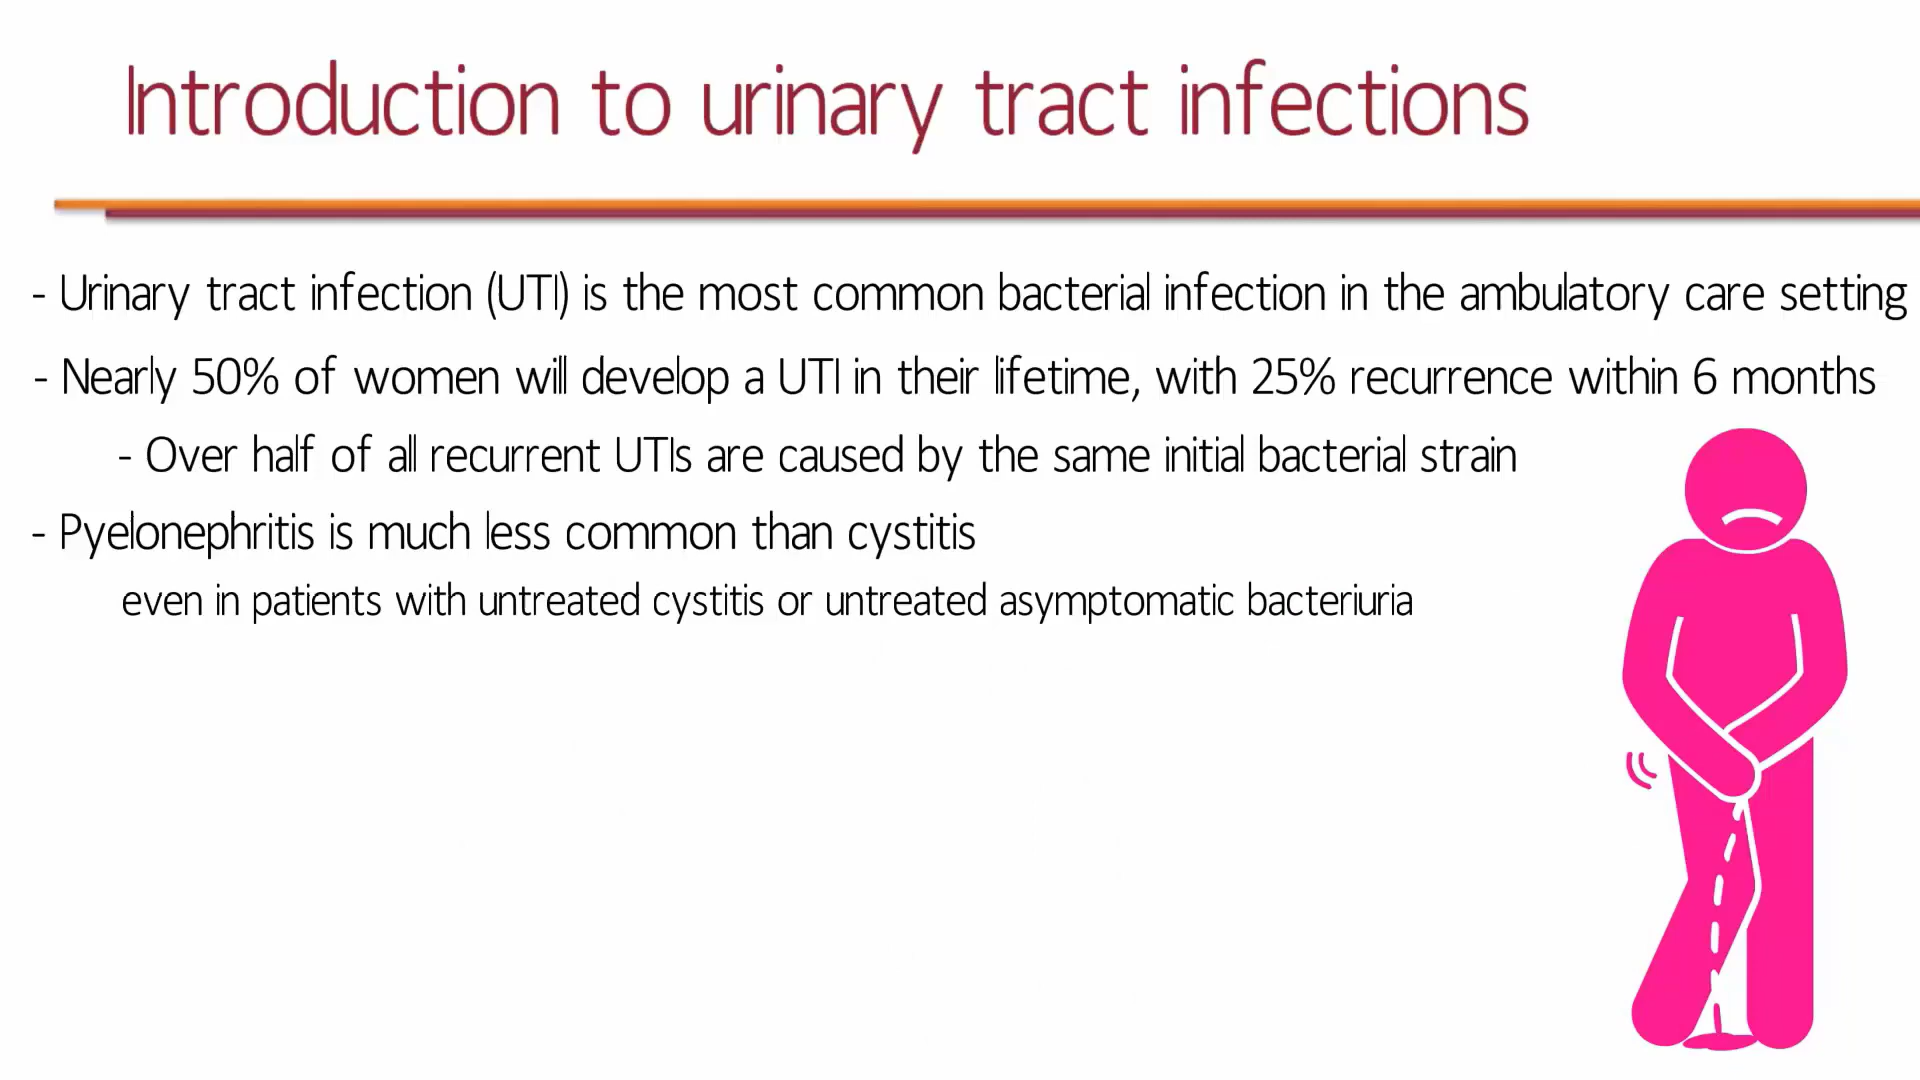 Introduction to urinary tract infections
- Urinary tract infection (UTI) is the most common bacterial infection in the ambulatory care setting
- Nearly 50% of women will develop a UTI in their lifetime, with 25% recurrence within 6 months
- Over half of all recurrent UTIs are caused by the same initial bacterial strain
- Pyelonephritis is much less common than cystitis
even in patients with untreated cystitis or untreated asymptomatic bacteriuria